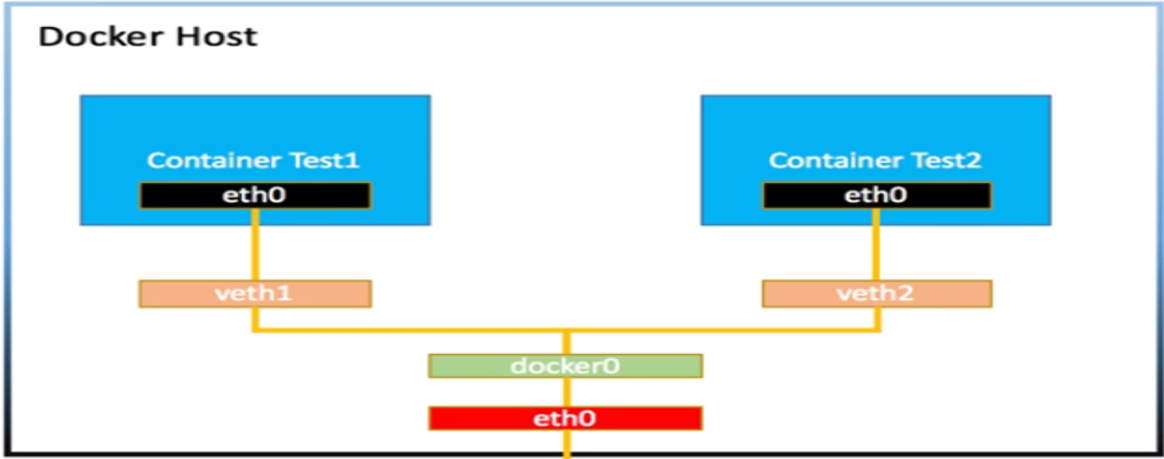 Docker Host
Container Test1
eth0
Container Test2
eth0
veth1
veth2
docker0
eth0